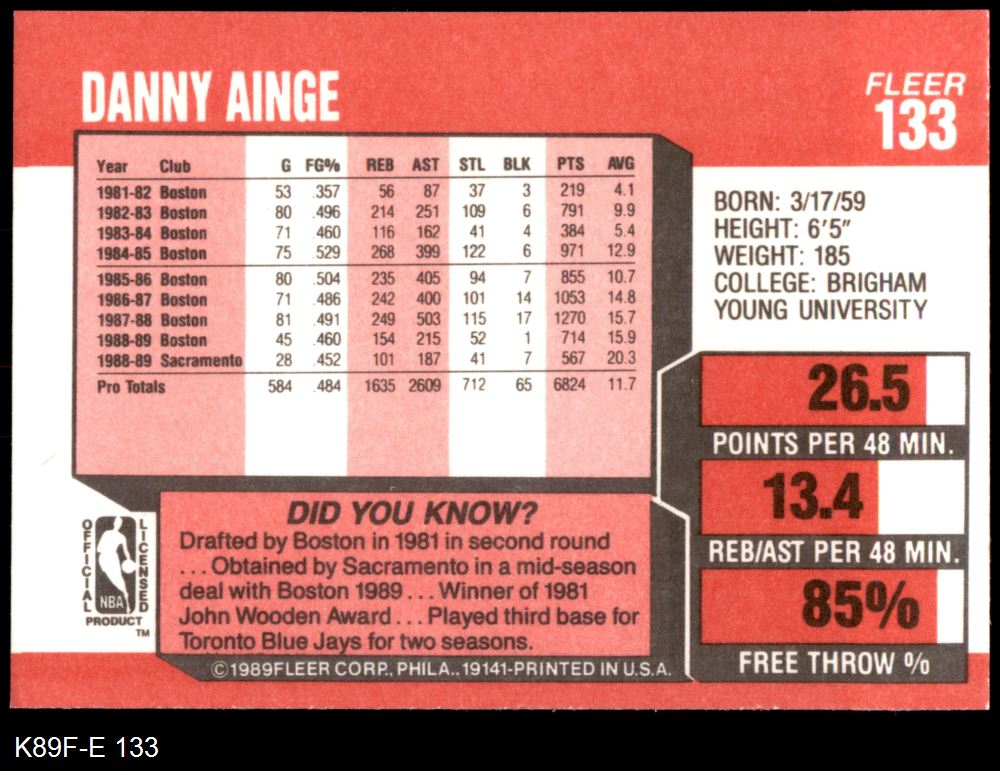 DANNY AINGE
FLEER
133
Year Club G FG% REB AST STL BLK PTS AVG
1981-82 Boston 53 .357 56 87 37 3 219 4.1
1982-83 Boston 80 .496 214 251 109 6 791 9.9
1983-84 Boston 71 .460 116 162 41 4 384 5.4
1984-85 Boston 75 .529 268 399 122 6 971 12.9
1985-86 Boston 80 .504 235 405 94 7 855 10.7
1986-87 Boston 71 .486 242 400 101 14 1053 14.8
1987-88 Boston 81 .491 249 503 115 17 1270 15.7
1988-89 Boston 45 .460 154 215 52 1 714 15.9
1988-89 Sacramento 28 .452 101 187 41 7 567 20.3
Pro Totals 584 .484 1635 2609 712 65 6824 11.7
BORN: 3/17/59
HEIGHT: 6'5"
WEIGHT: 185
COLLEGE: BRIGHAM
YOUNG UNIVERSITY
26.5
POINTS PER 48 MIN.
13.4
REB/AST PER 48 MIN.
85%
FREE THROW %
OFFICIAL
NBA
LICENSED
PRODUCT
TM
DID YOU KNOW?
Drafted by Boston in 1981 in second round
. . . Obtained by Sacramento in a mid-season
deal with Boston 1989 . . . Winner of 1981
John Wooden Award . . . Played third base for
Toronto Blue Jays for two seasons.
©1989FLEER CORP., PHILA., 19141-PRINTED IN U.S.A.
K89F-E 133